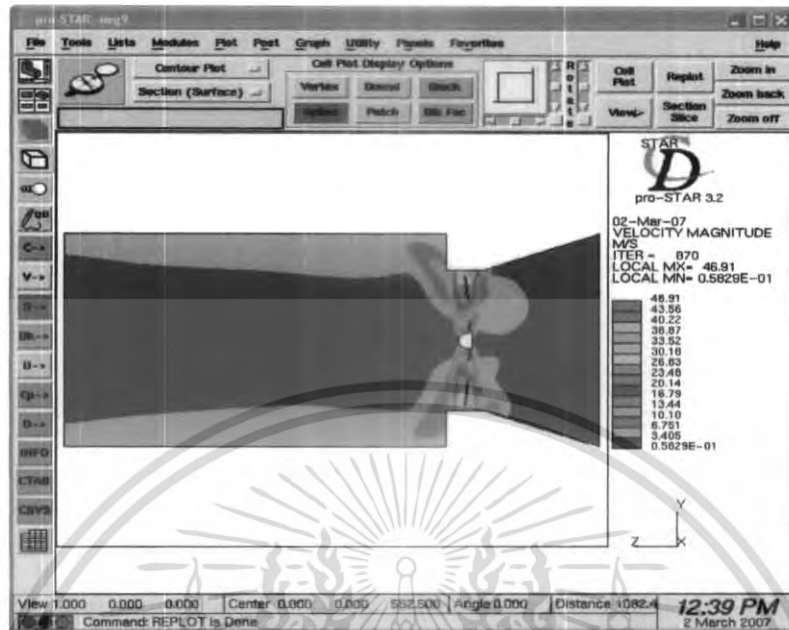 pro-STAR
File Tools Lists Modules Plot Post Graph Utility Panels Favorites Help
Contour Plot
Section (Surface)
Cell Plot Display Options
Vertex
Patch
Rotate
Cell Plot
Replot
Zoom in
View->
Section Slice
Zoom back
Zoom off
C->
V->
B->
Cp->
D->
INFO
CTAB
CSYS
STAR
CD
pro-STAR 3.2
02-Mar-07
VELOCITY MAGNITUDE
M/S
ITER = 870
LOCAL MX= 46.91
LOCAL MN= 0.5829E-01
46.91
43.56
40.22
36.87
33.52
30.18
26.83
23.48
20.14
16.79
13.44
10.10
6.751
3.405
0.5829E-01
Y
Z X
View 1.000 0.000 0.000 Center 0.000 0.000 552.500 Angle 0.000 Distance 1082.4
12:39 PM
Command: REPLOT is Done
2 March 2007